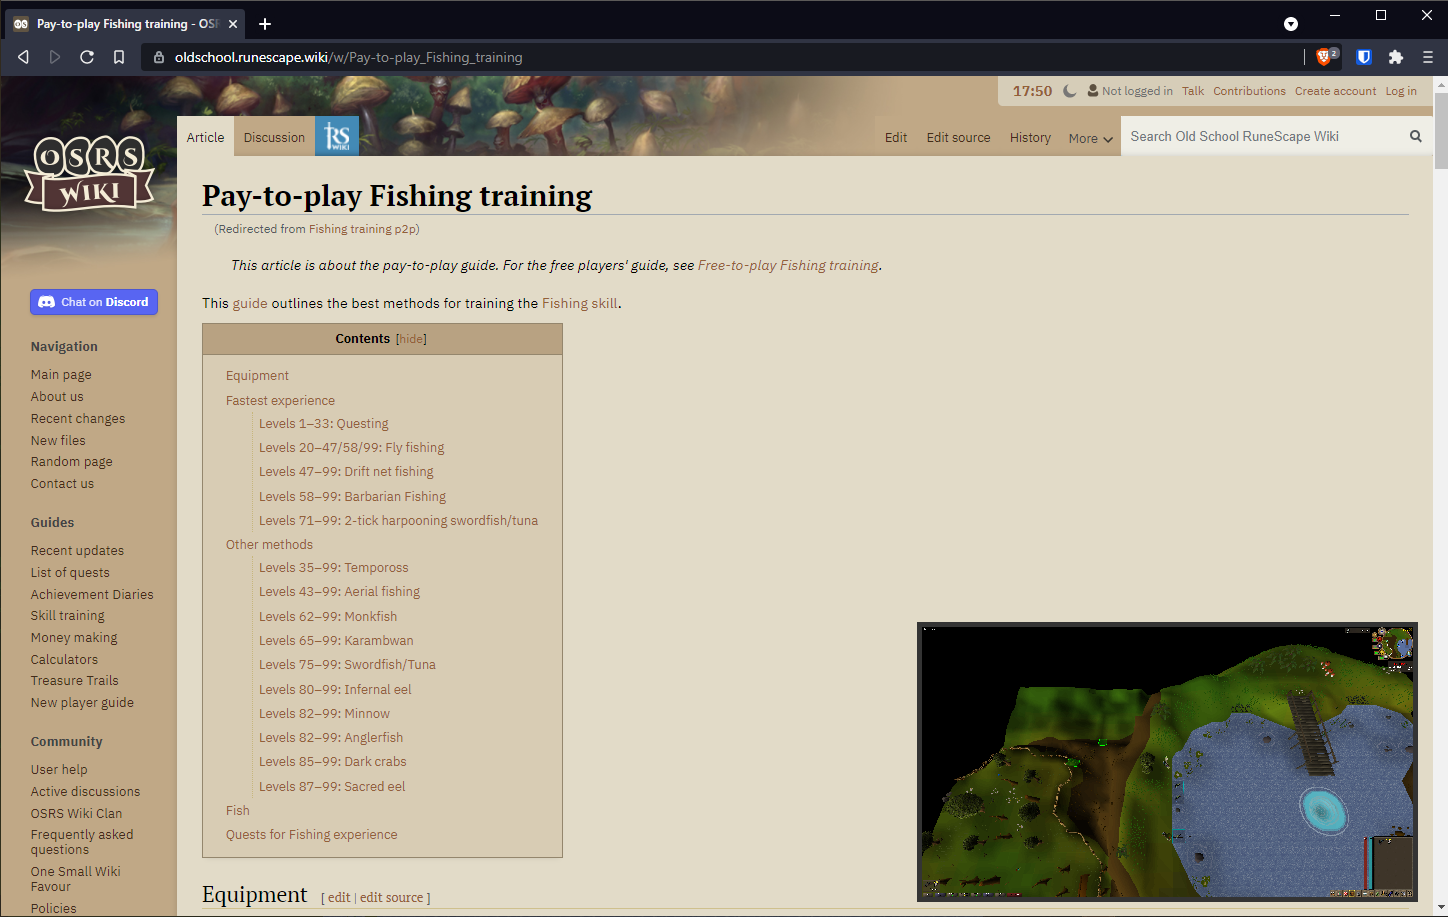 Pay-to-play Fishing training - OS
oldschool.runescape.wiki/w/Pay-to-play_Fishing_training
2
17:50 Not logged in Talk Contributions Create account Log in
OSRS
WIKI
Article Discussion RS WIKI Edit Edit source History More Search Old School RuneScape Wiki
Pay-to-play Fishing training
(Redirected from Fishing training p2p)
This article is about the pay-to-play guide. For the free players' guide, see Free-to-play Fishing training.
This guide outlines the best methods for training the Fishing skill.
Chat on Discord
Navigation
Main page
About us
Recent changes
New files
Random page
Contact us
Guides
Recent updates
List of quests
Achievement Diaries
Skill training
Money making
Calculators
Treasure Trails
New player guide
Community
User help
Active discussions
OSRS Wiki Clan
Frequently asked
questions
One Small Wiki
Favour
Policies
Contents [hide]
Equipment
Fastest experience
Levels 1–33: Questing
Levels 20–47/58/99: Fly fishing
Levels 47–99: Drift net fishing
Levels 58–99: Barbarian Fishing
Levels 71–99: 2-tick harpooning swordfish/tuna
Other methods
Levels 35–99: Tempoross
Levels 43–99: Aerial fishing
Levels 62–99: Monkfish
Levels 65–99: Karambwan
Levels 75–99: Swordfish/Tuna
Levels 80–99: Infernal eel
Levels 82–99: Minnow
Levels 82–99: Anglerfish
Levels 85–99: Dark crabs
Levels 87–99: Sacred eel
Fish
Quests for Fishing experience
Equipment [ edit | edit source ]